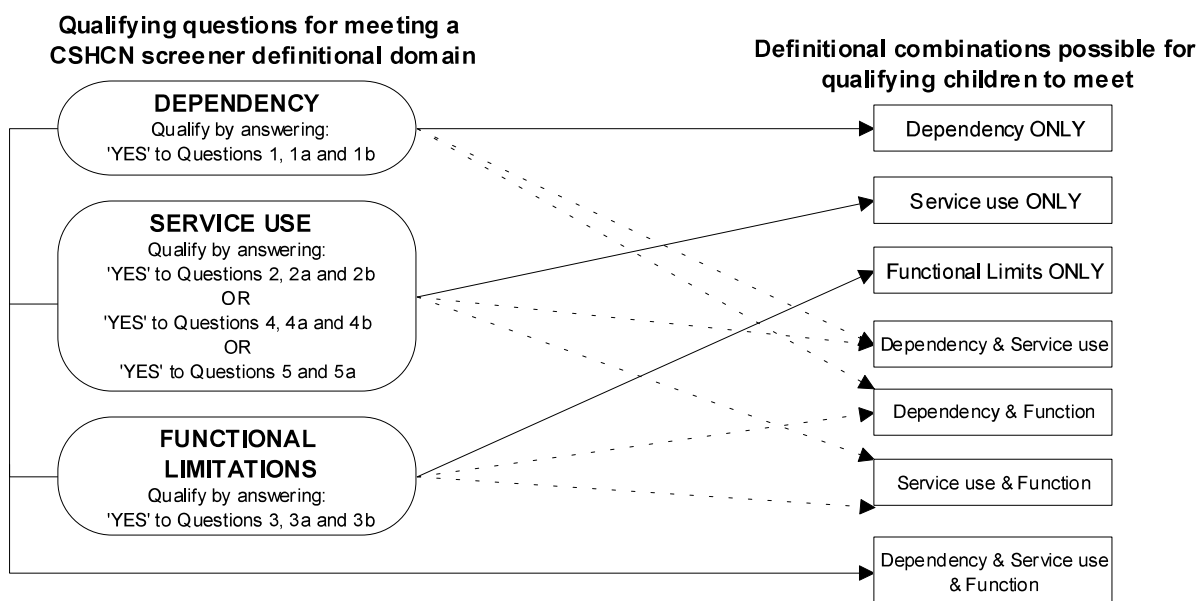 Qualifying questions for meeting a
CSHCN screener definitional domain
DEPENDENCY
Qualify by answering:
'YES' to Questions 1, 1a and 1b
SERVICE USE
Qualify by answering:
'YES' to Questions 2, 2a and 2b
OR
'YES' to Questions 4, 4a and 4b
OR
'YES' to Questions 5 and 5a
FUNCTIONAL
LIMITATIONS
Qualify by answering:
'YES' to Questions 3, 3a and 3b
Definitional combinations possible for
qualifying children to meet
Dependency ONLY
Service use ONLY
Functional Limits ONLY
Dependency & Service use
Dependency & Function
Service use & Function
Dependency & Service use
& Function